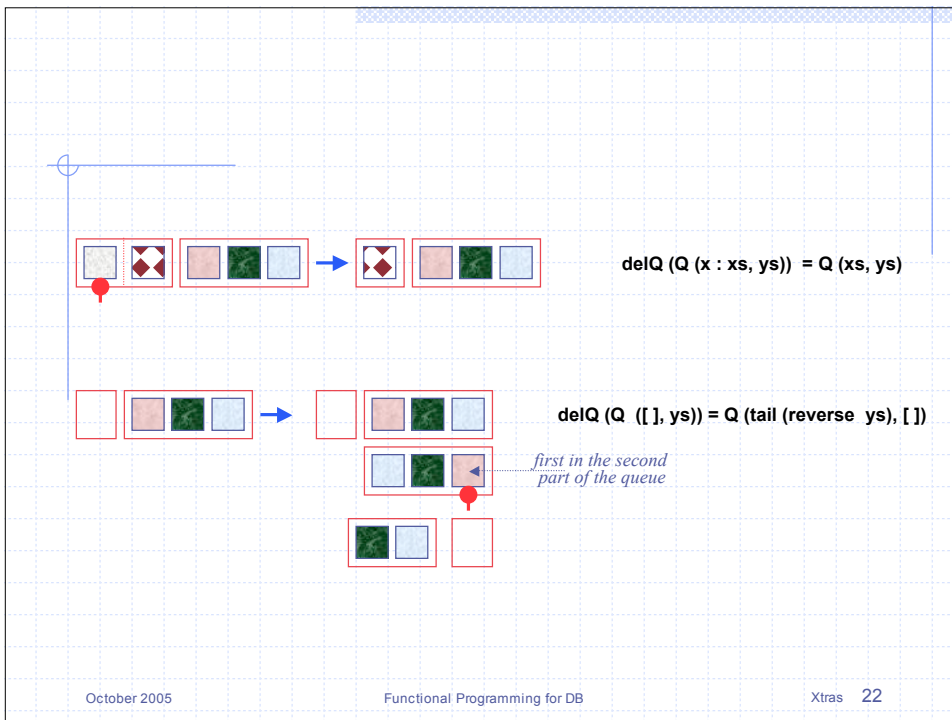 delQ (Q (x : xs, ys)) = Q (xs, ys)
delQ (Q ([ ], ys)) = Q (tail (reverse ys), [ ])
first in the second
part of the queue
October 2005
Functional Programming for DB
Xtras 22